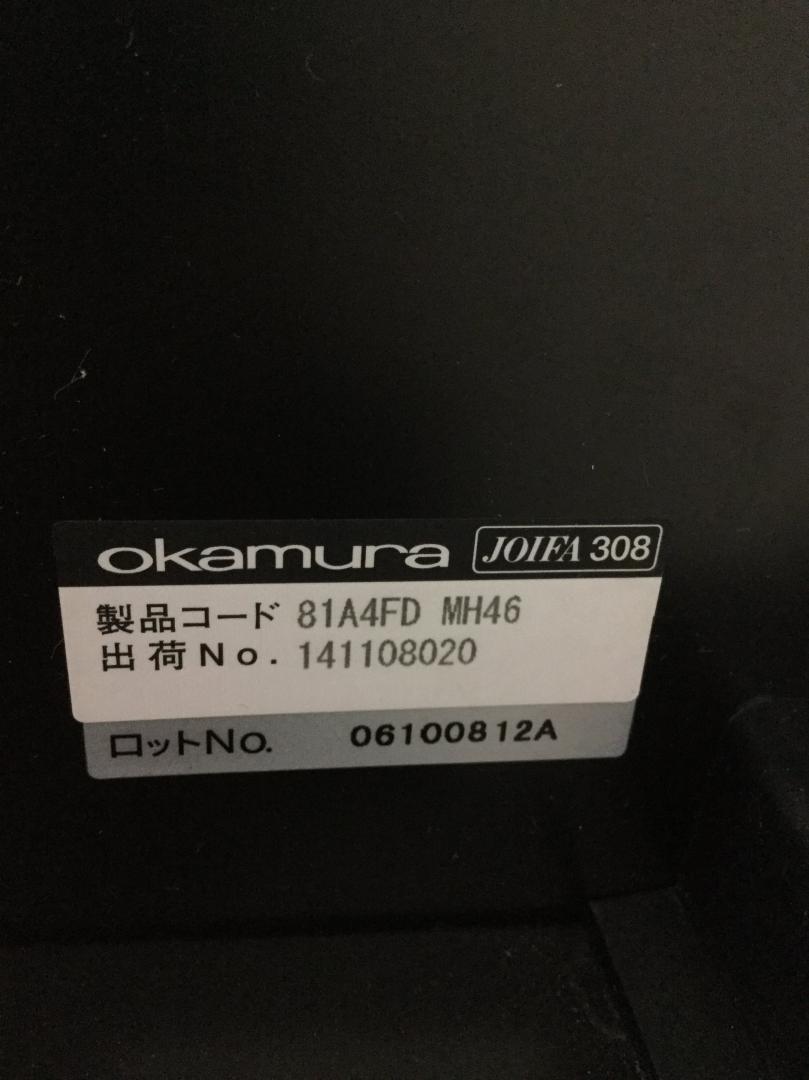 okamura JOIFA 308
製品コード 81A4FD MH46
出荷No. 141108020
ロットNo. 06100812A